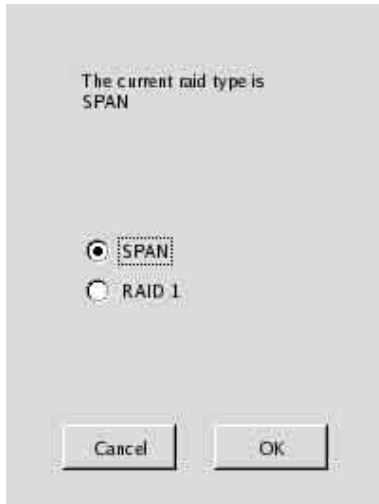 The current raid type is
SPAN
SPAN
RAID 1
Cancel
OK